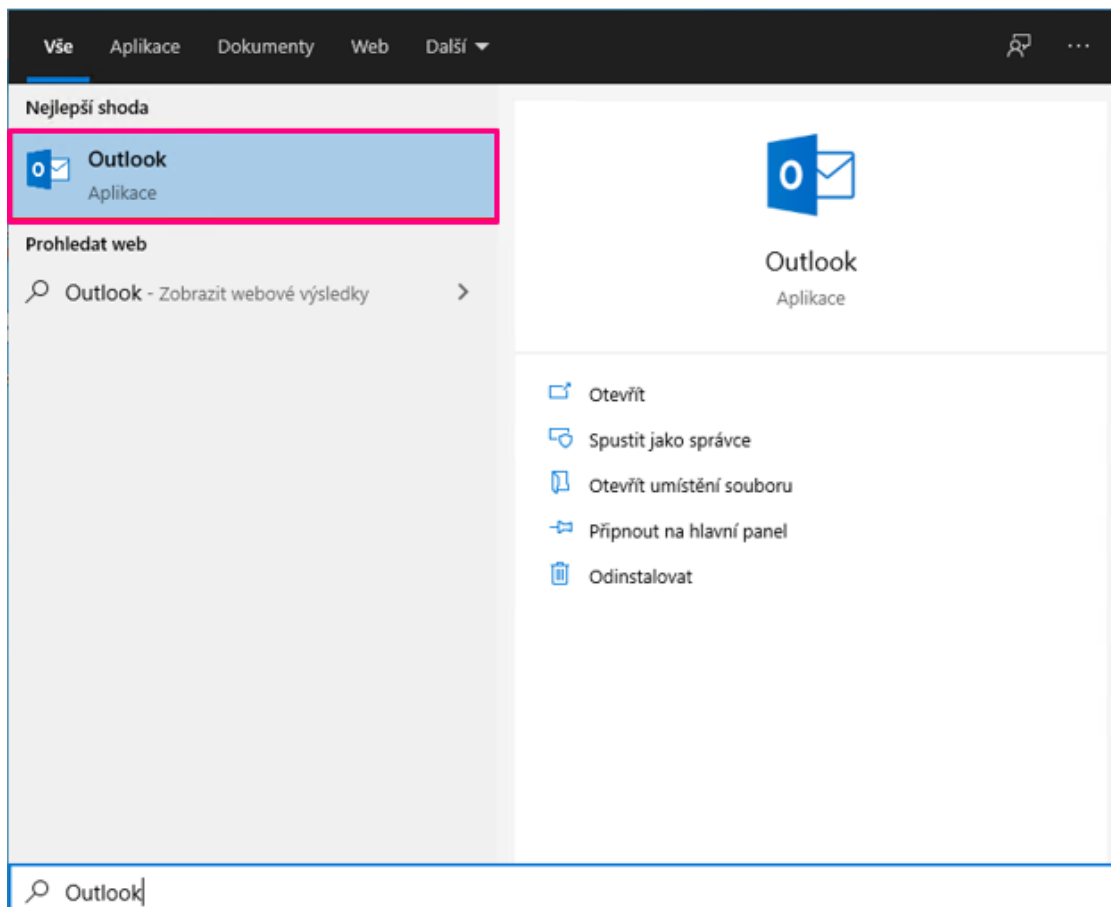 Vše Aplikace Dokumenty Web Další
Nejlepší shoda
Outlook
Aplikace
Prohledat web
Outlook - Zobrazit webové výsledky
Outlook
Aplikace
Otevřít
Spustit jako správce
Otevřít umístění souboru
Připnout na hlavní panel
Odinstalovat
Outlook